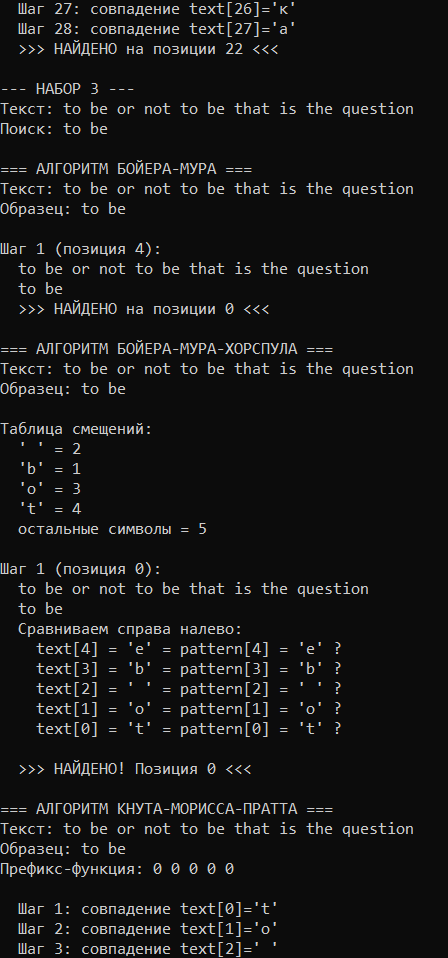 Шаг 27: совпадение text[26]='к'
Шаг 28: совпадение text[27]='а'
>>> НАЙДЕНО на позиции 22 <<<
--- НАБОР 3 ---
Текст: to be or not to be that is the question
Поиск: to be
=== АЛГОРИТМ БОЙЕРА-МУРА ===
Текст: to be or not to be that is the question
Образец: to be
Шаг 1 (позиция 4):
to be or not to be that is the question
to be
>>> НАЙДЕНО на позиции 0 <<<
=== АЛГОРИТМ БОЙЕРА-МУРА-ХОРСПУЛА ===
Текст: to be or not to be that is the question
Образец: to be
Таблица смещений:
' ' = 2
'b' = 1
'o' = 3
't' = 4
остальные символы = 5
Шаг 1 (позиция 0):
to be or not to be that is the question
to be
Сравниваем справа налево:
text[4] = 'e' = pattern[4] = 'e' ?
text[3] = 'b' = pattern[3] = 'b' ?
text[2] = ' ' = pattern[2] = ' ' ?
text[1] = 'o' = pattern[1] = 'o' ?
text[0] = 't' = pattern[0] = 't' ?
>>> НАЙДЕНО! Позиция 0 <<<
=== АЛГОРИТМ КНУТА-МОРИССА-ПРАТТА ===
Текст: to be or not to be that is the question
Образец: to be
Префикс-функция: 0 0 0 0 0
Шаг 1: совпадение text[0]='t'
Шаг 2: совпадение text[1]='o'
Шаг 3: совпадение text[2]=' '